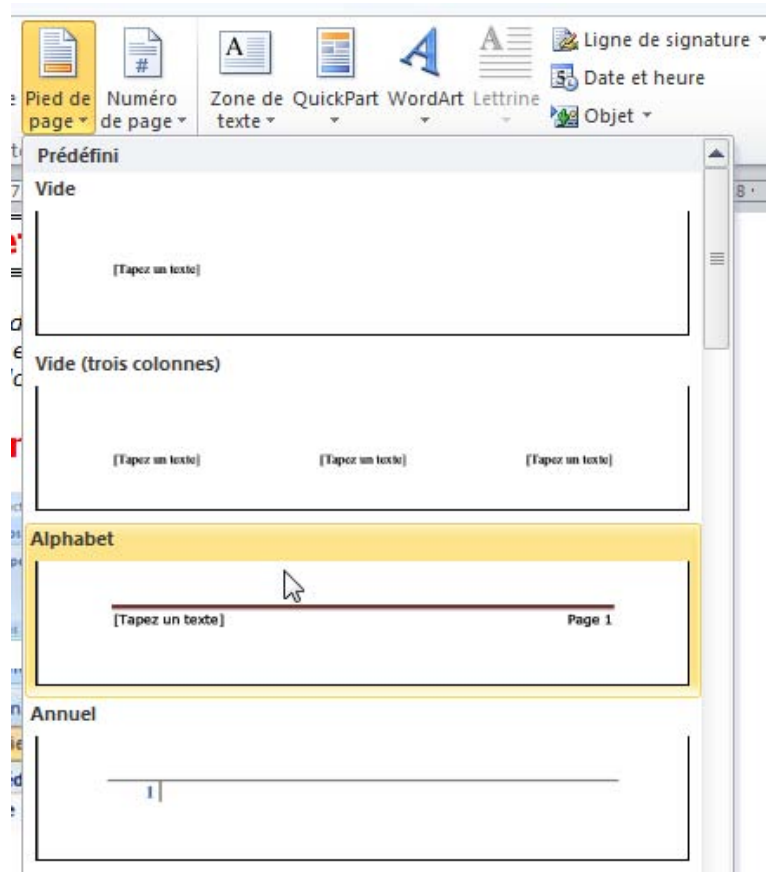 Pied de page
Numéro de page
Zone de texte
QuickPart
WordArt
Lettrine
Ligne de signature
Date et heure
Objet
Prédéfini
Vide
[Tapez un texte]
Vide (trois colonnes)
[Tapez un texte] [Tapez un texte] [Tapez un texte]
Alphabet
[Tapez un texte] Page 1
Annuel
1